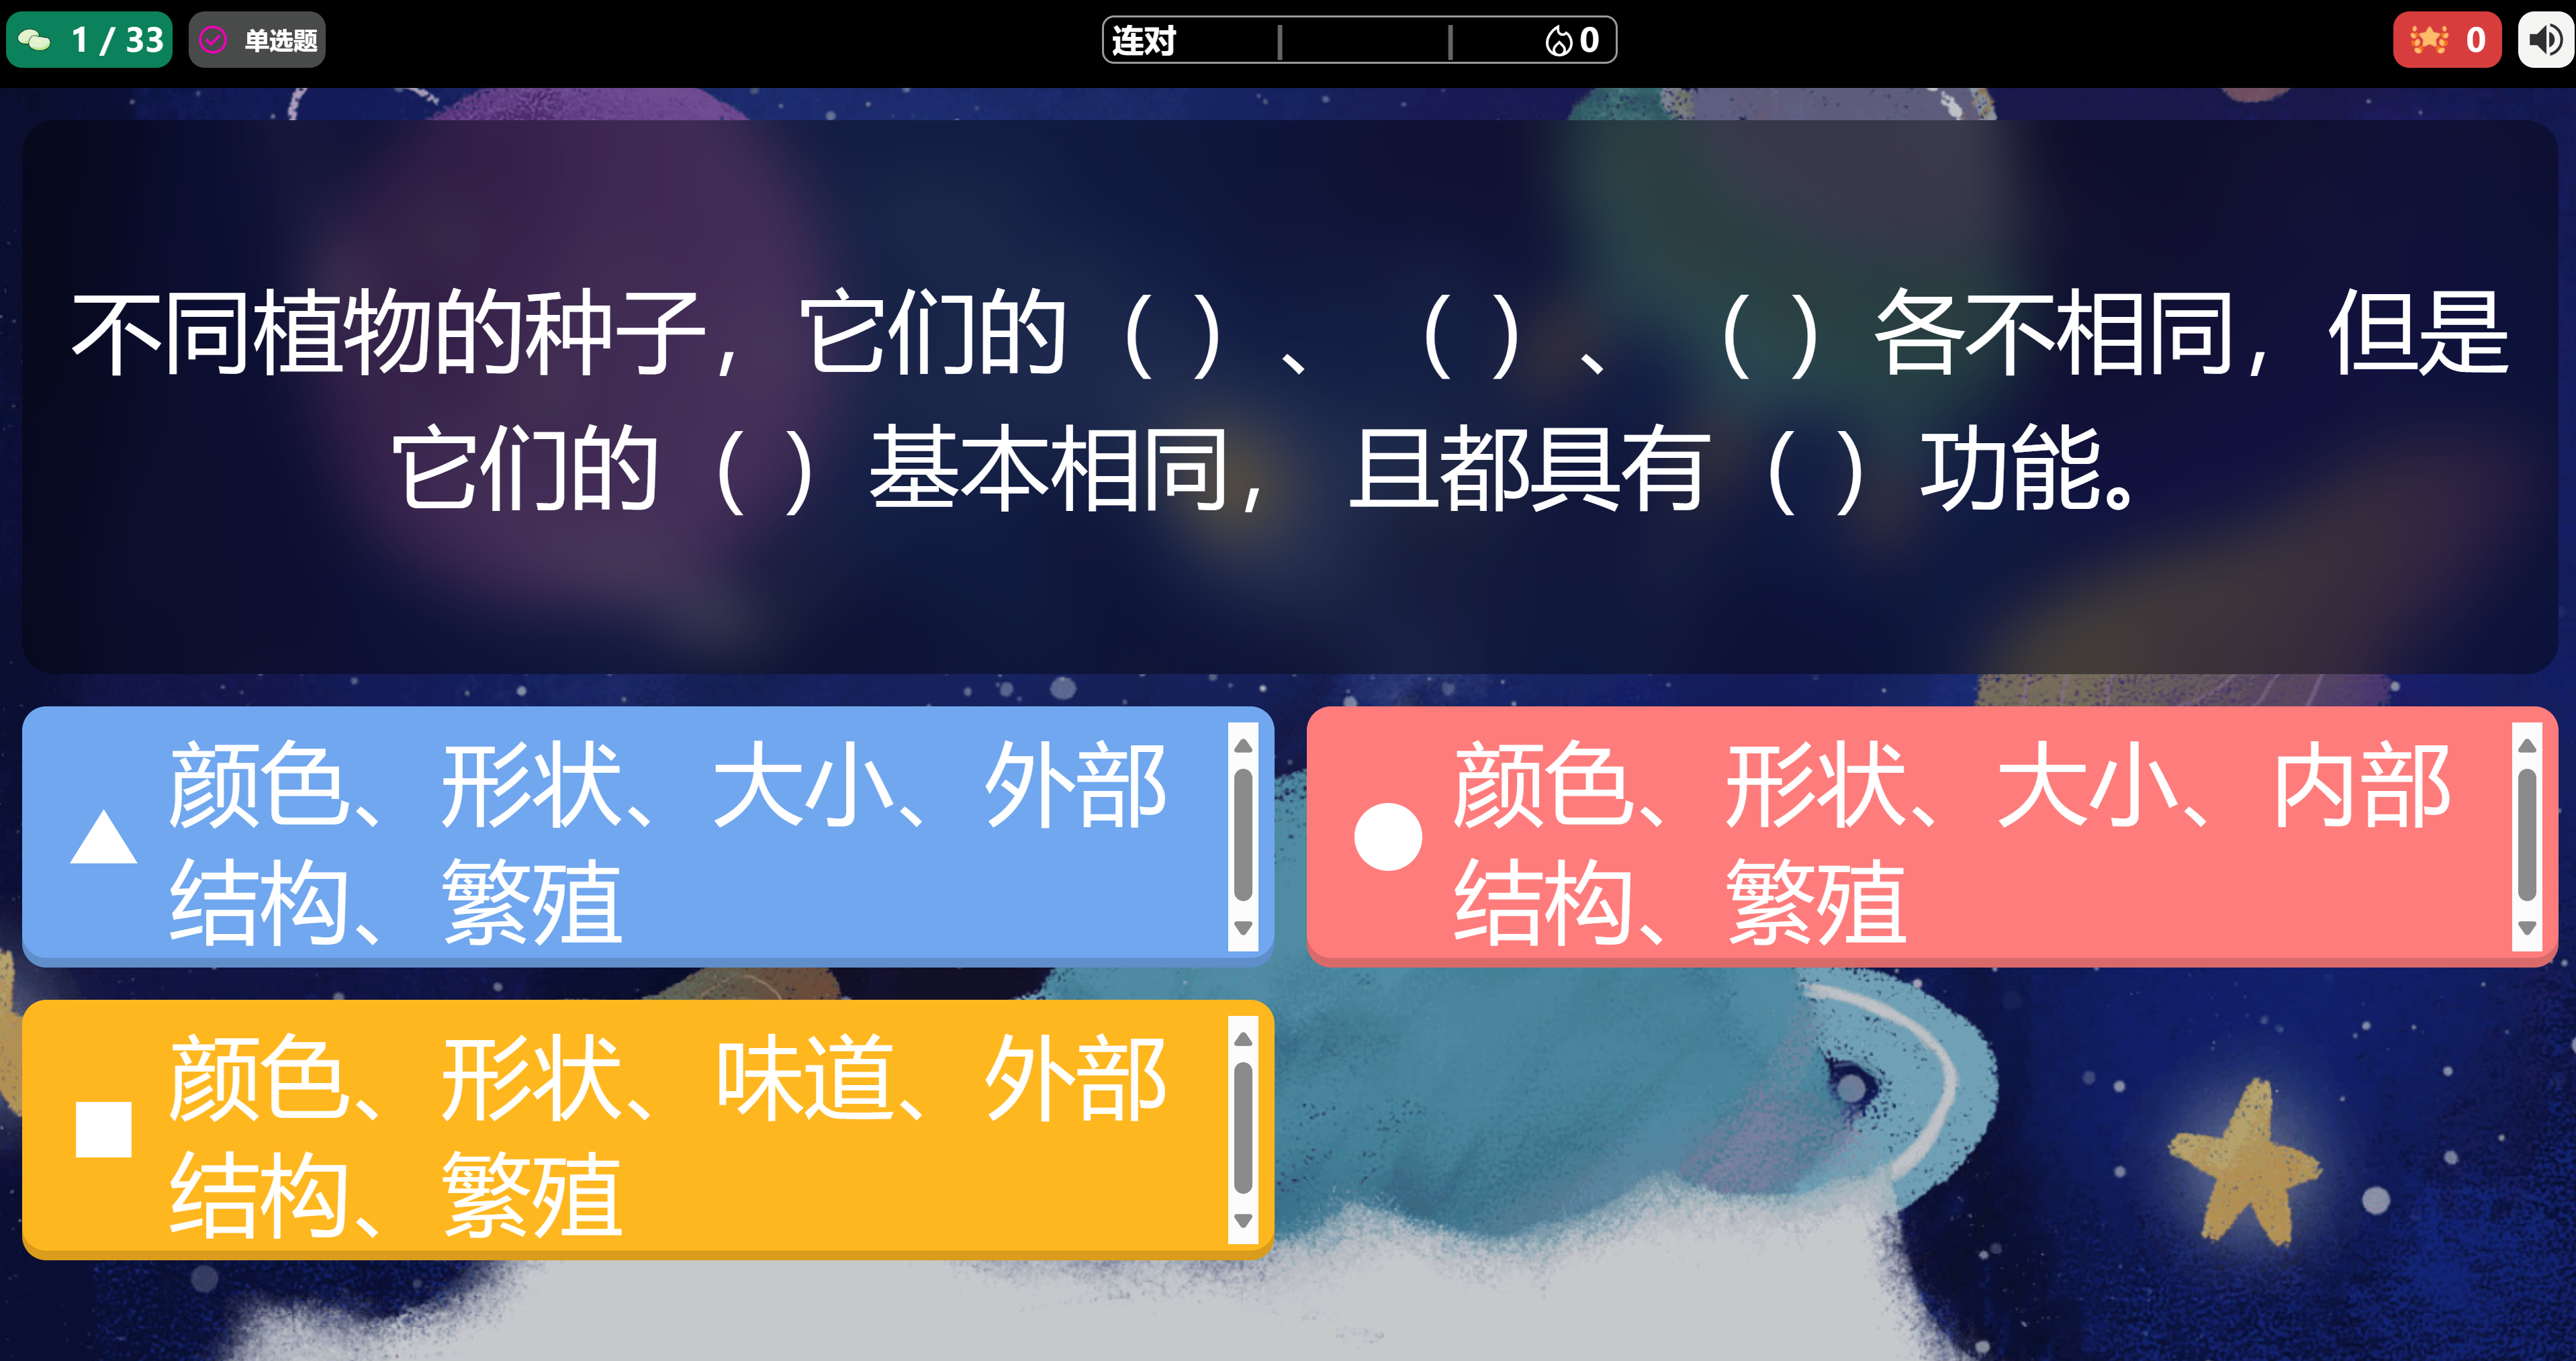 1 / 33
单选题
连对
0
0
不同植物的种子，它们的（ ）、（ ）、（ ）各不相同，但是
它们的（ ）基本相同， 且都具有（ ）功能。
颜色、形状、大小、外部
结构、繁殖
颜色、形状、大小、内部
结构、繁殖
颜色、形状、味道、外部
结构、繁殖